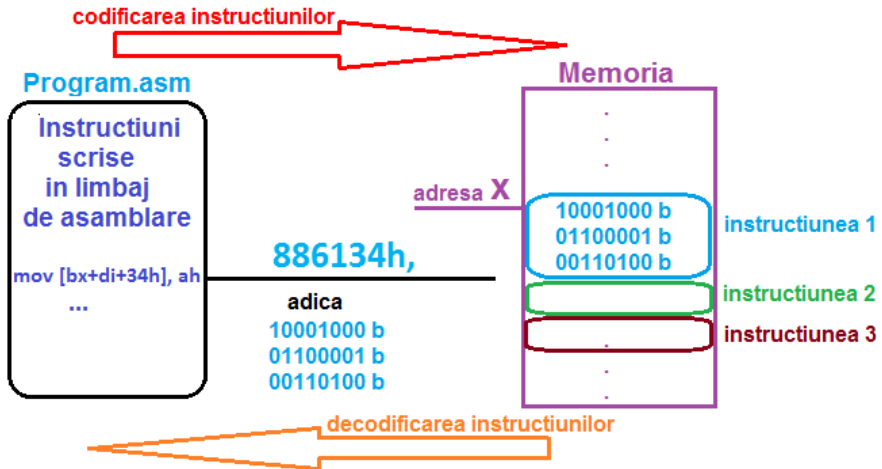 codificarea instructiunilor
Program.asm
Instructiuni
scrise
in limbaj
de asamblare
mov [bx+di+34h], ah
...
886134h,
adica
10001000 b
01100001 b
00110100 b
Memoria
.
.
.
adresa X
10001000 b
01100001 b
00110100 b
instructiunea 1
instructiunea 2
instructiunea 3
.
.
.
decodificarea instructiunilor